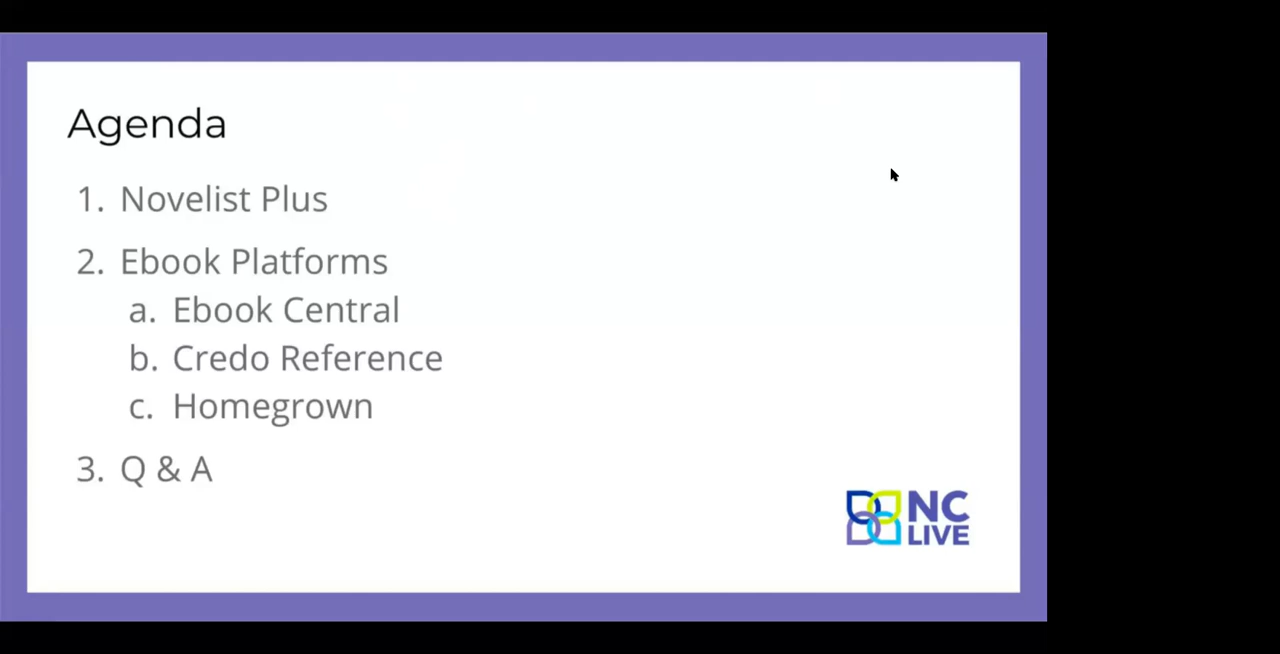 Agenda
1. Novelist Plus
2. Ebook Platforms
a. Ebook Central
b. Credo Reference
c. Homegrown
3. Q & A
NC
LIVE